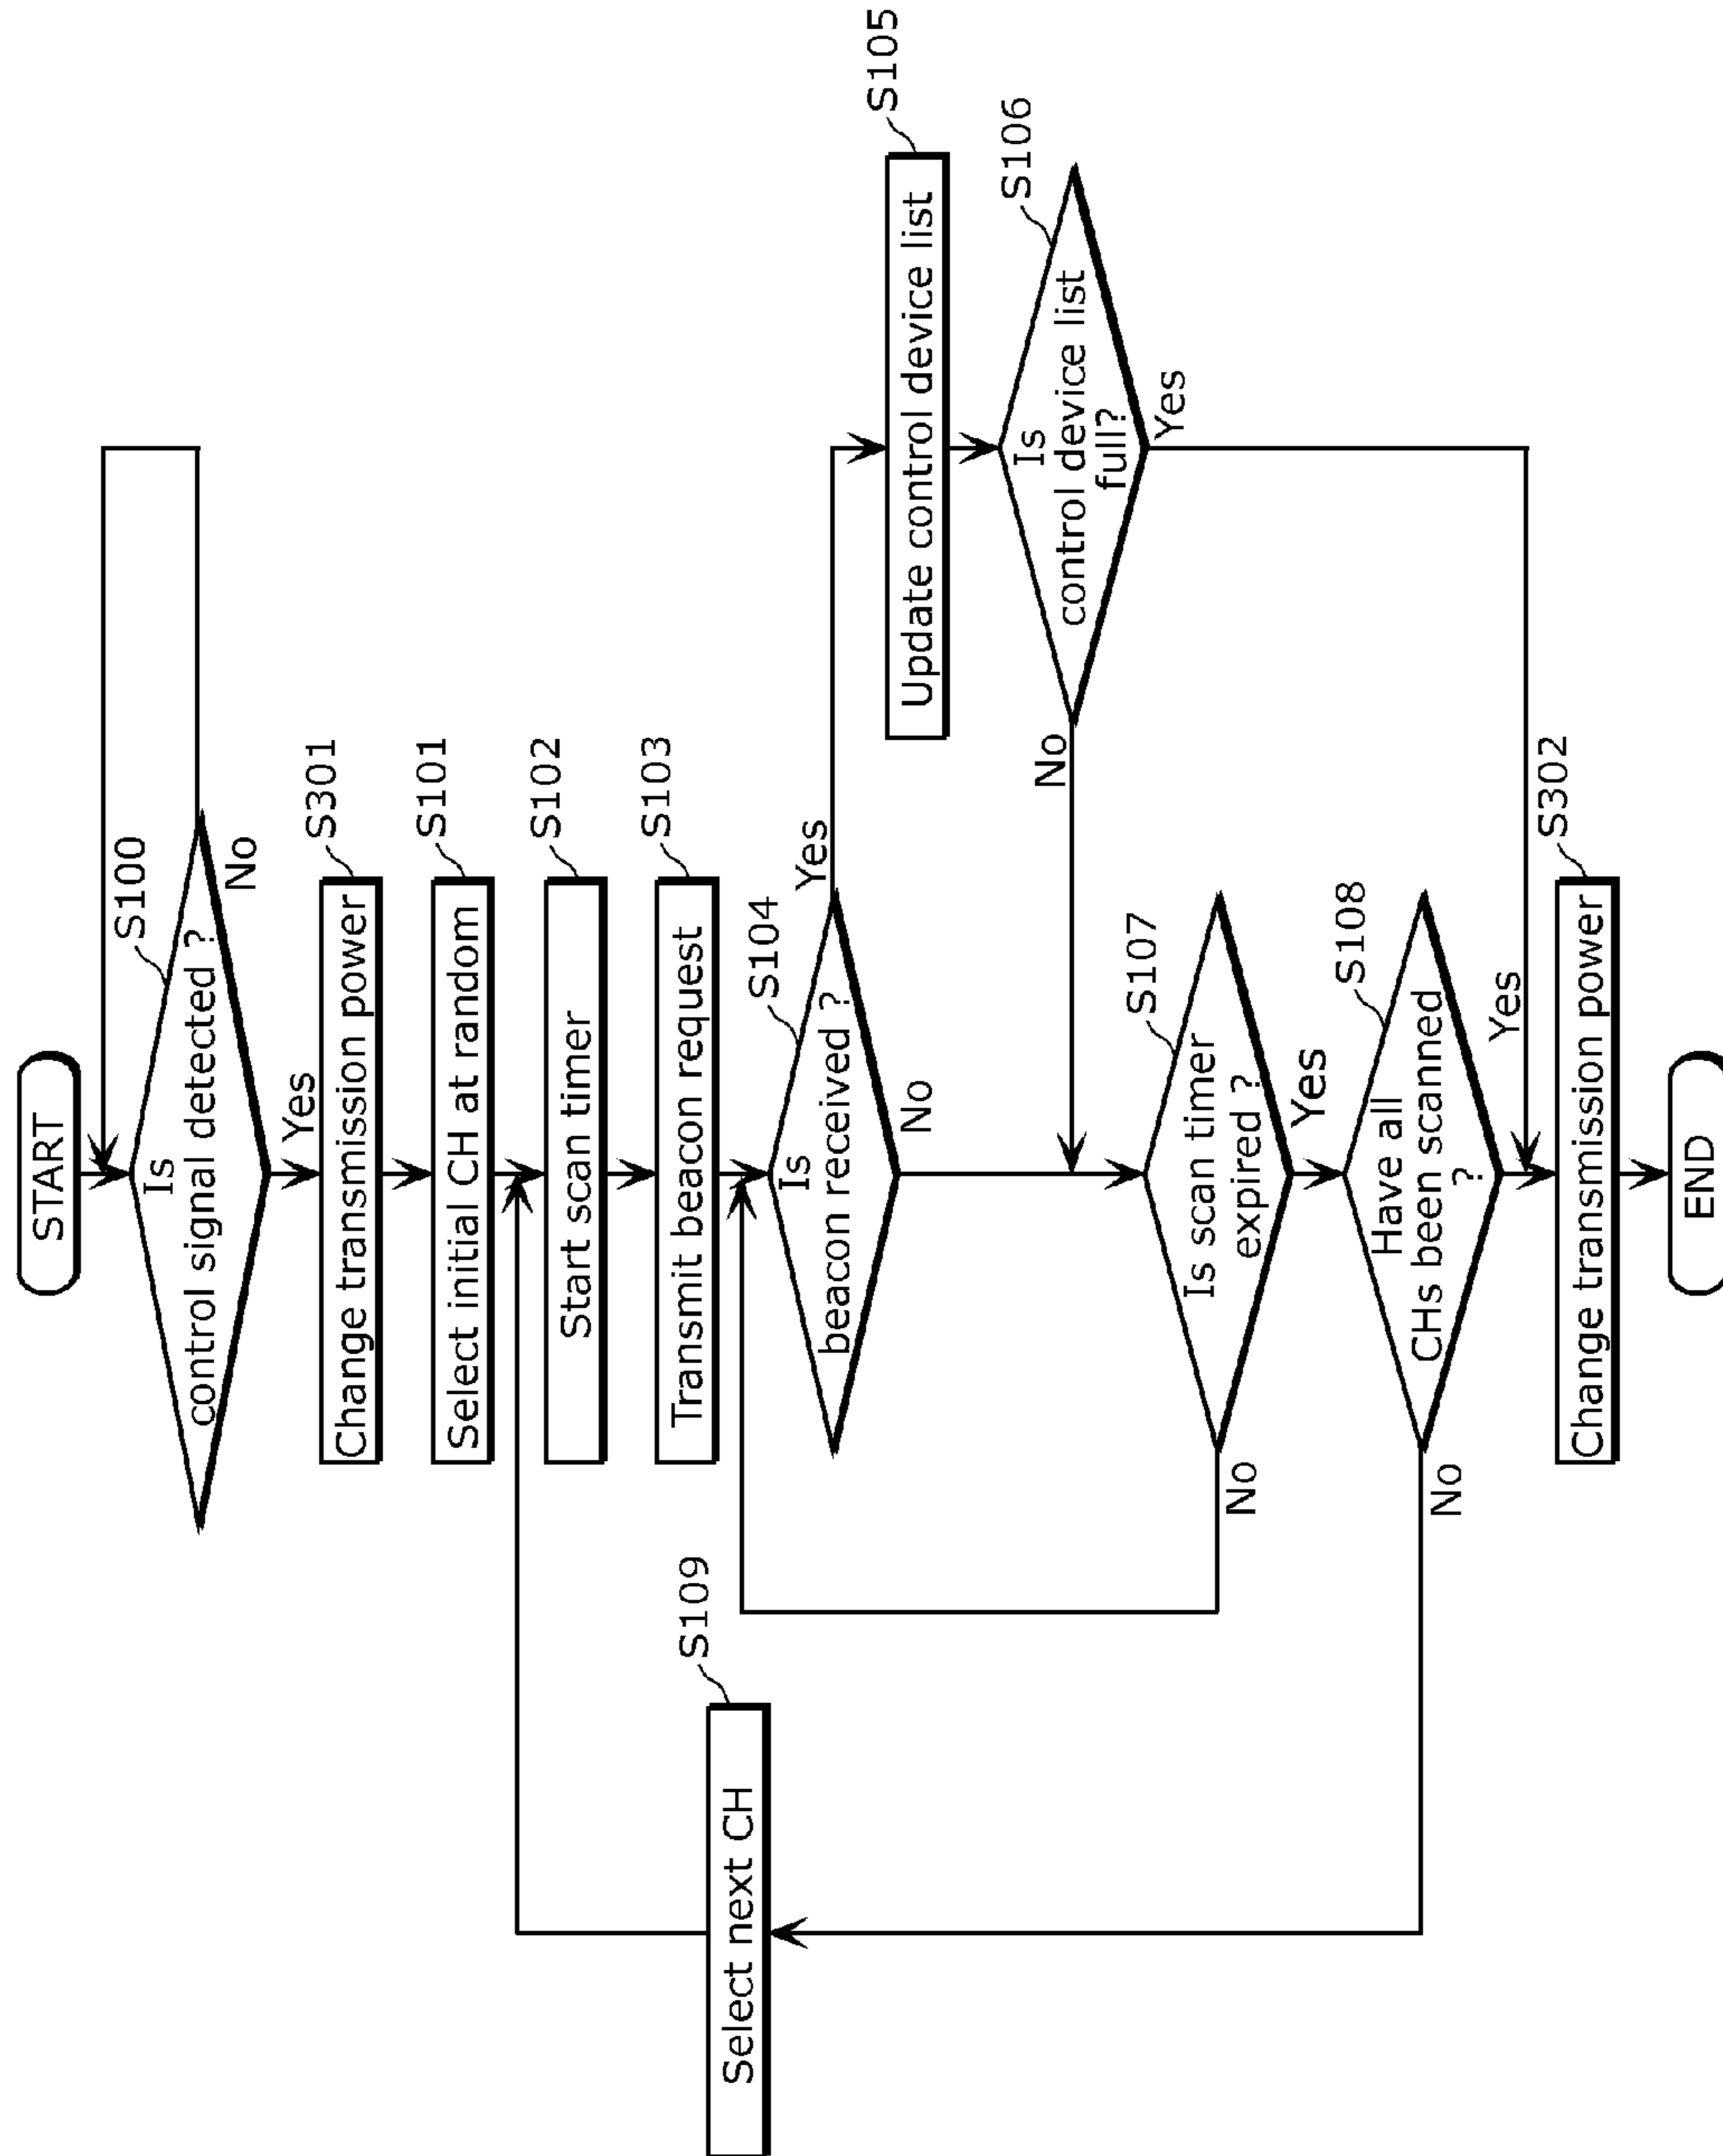 START
S100
Is
control signal detected ?
No
Yes
S301
Change transmission power
S101
Select initial CH at random
S102
Start scan timer
S103
Transmit beacon request
S104
Is
beacon received ?
Yes
No
S105
Update control device list
S106
Is
control device list
full?
No
Yes
S107
Is scan timer
expired ?
No
Yes
S108
Have all
CHs been scanned
?
No
Yes
S109
Select next CH
S302
Change transmission power
END